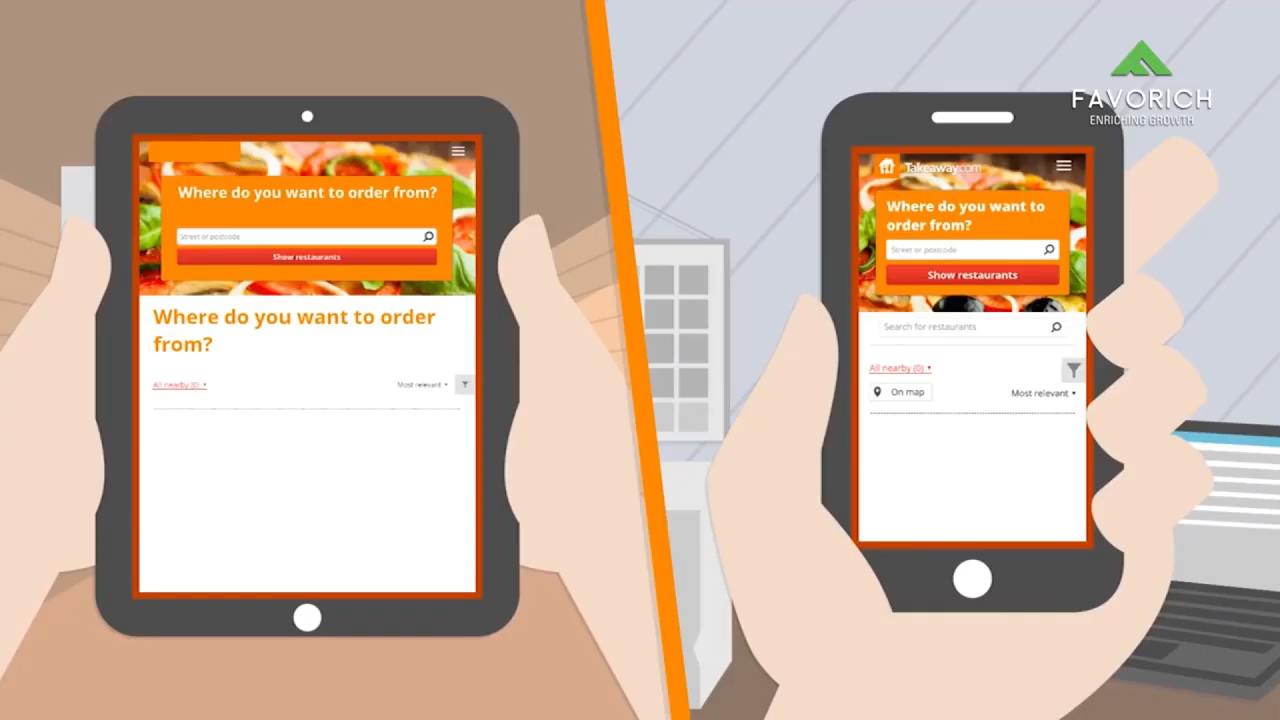 Where do you want to order from?
Street or postcode
Show restaurants
Where do you want to order
from?
All nearby (0)
Most relevant
FAVORICH
ENRICHING GROWTH
Takeaway.com
Where do you want to
order from?
Street or postcode
Show restaurants
Search for restaurants
All nearby (0)
On map
Most relevant